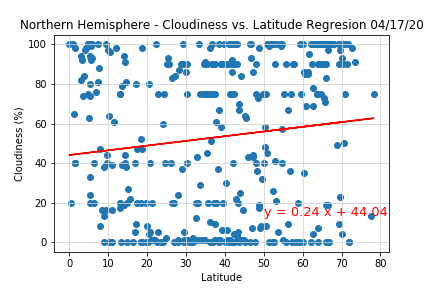 Northern Hemisphere - Cloudiness vs. Latitude Regresion 04/17/20
Cloudiness (%)
100
80
60
40
20
0
y = 0.24 x + 44.04
0 10 20 30 40 50 60 70 80
Latitude